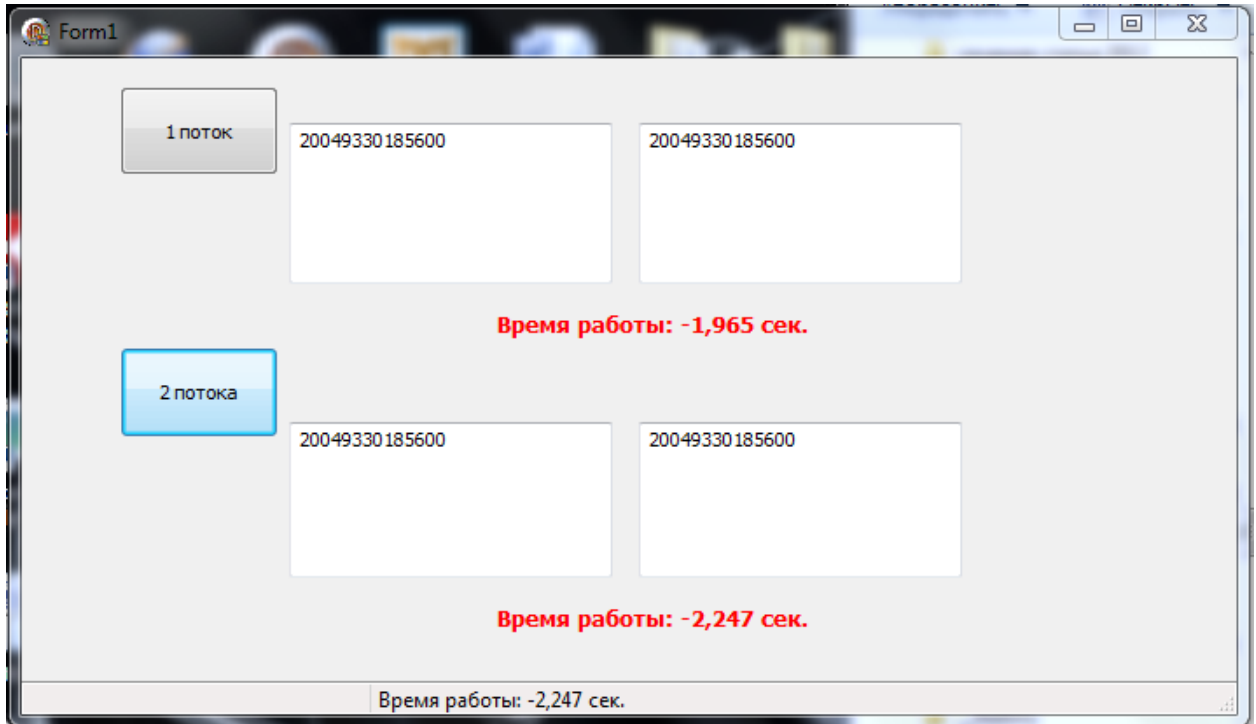 Form1
1 поток
20049330185600
20049330185600
Время работы: -1,965 сек.
2 потока
20049330185600
20049330185600
Время работы: -2,247 сек.
Время работы: -2,247 сек.